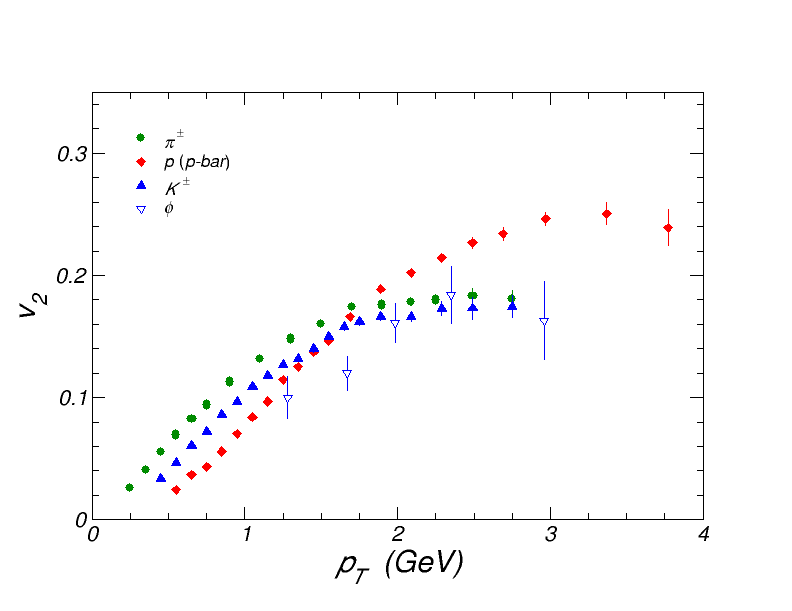 0.3
0.2
0.1
0
v2
π±
p (p-bar)
K±
ϕ
0 1 2 3 4
pT (GeV)